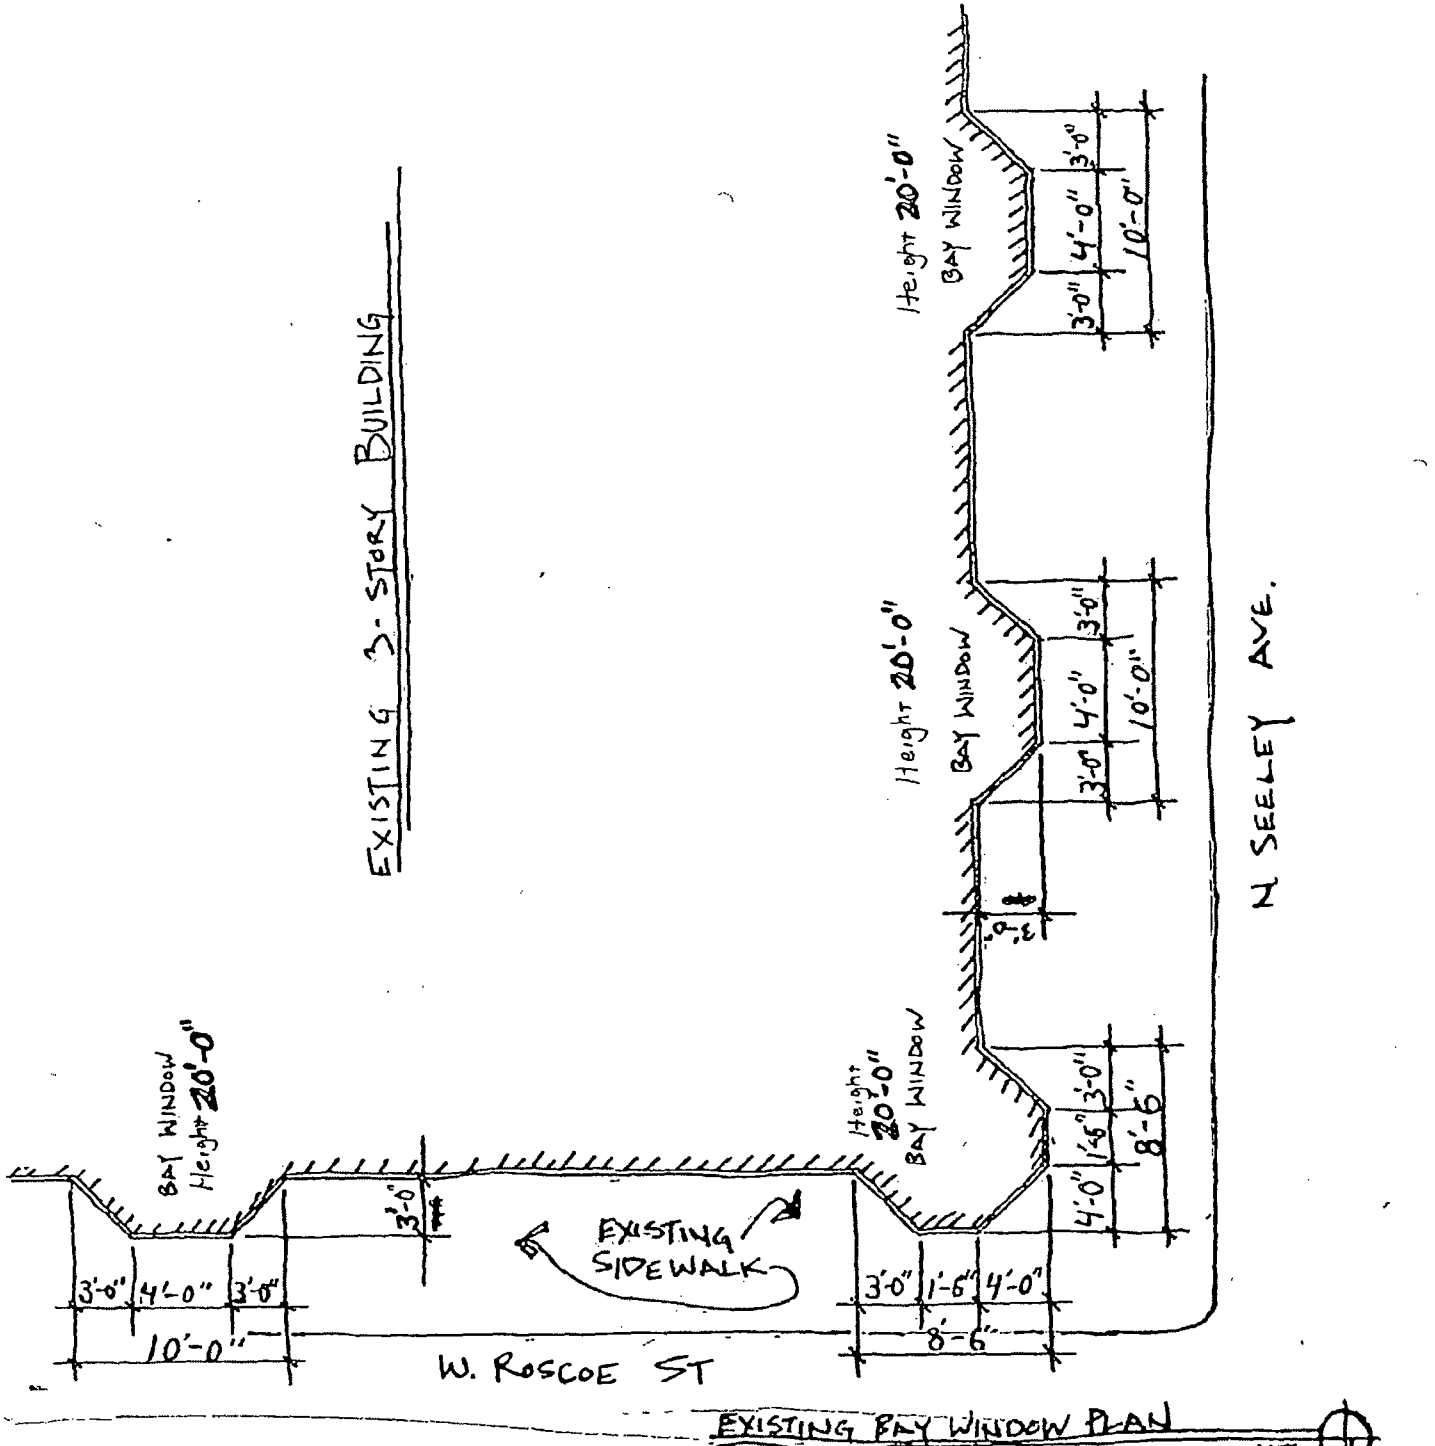 EXISTING 3-STORY BUILDING
Height 20'-0"
BAY WINDOW
3'-0"
4'-0"
3'-0"
10'-0"
Height 20'-0"
BAY WINDOW
3'-0"
4'-0"
3'-0"
10'-0"
3'-0"
N SEELEY AVE.
BAY WINDOW
Height 20'-0"
3'-0"
Height
20'-0"
BAY WINDOW
3'-0"
1'-6"
4'-0"
8'-6"
EXISTING
SIDEWALK
3'-0" 4'-0" 3'-0"
10'-0"
3'-0" 1'-6" 4'-0"
8'-6"
W. ROSCOE ST
EXISTING BAY WINDOW PLAN